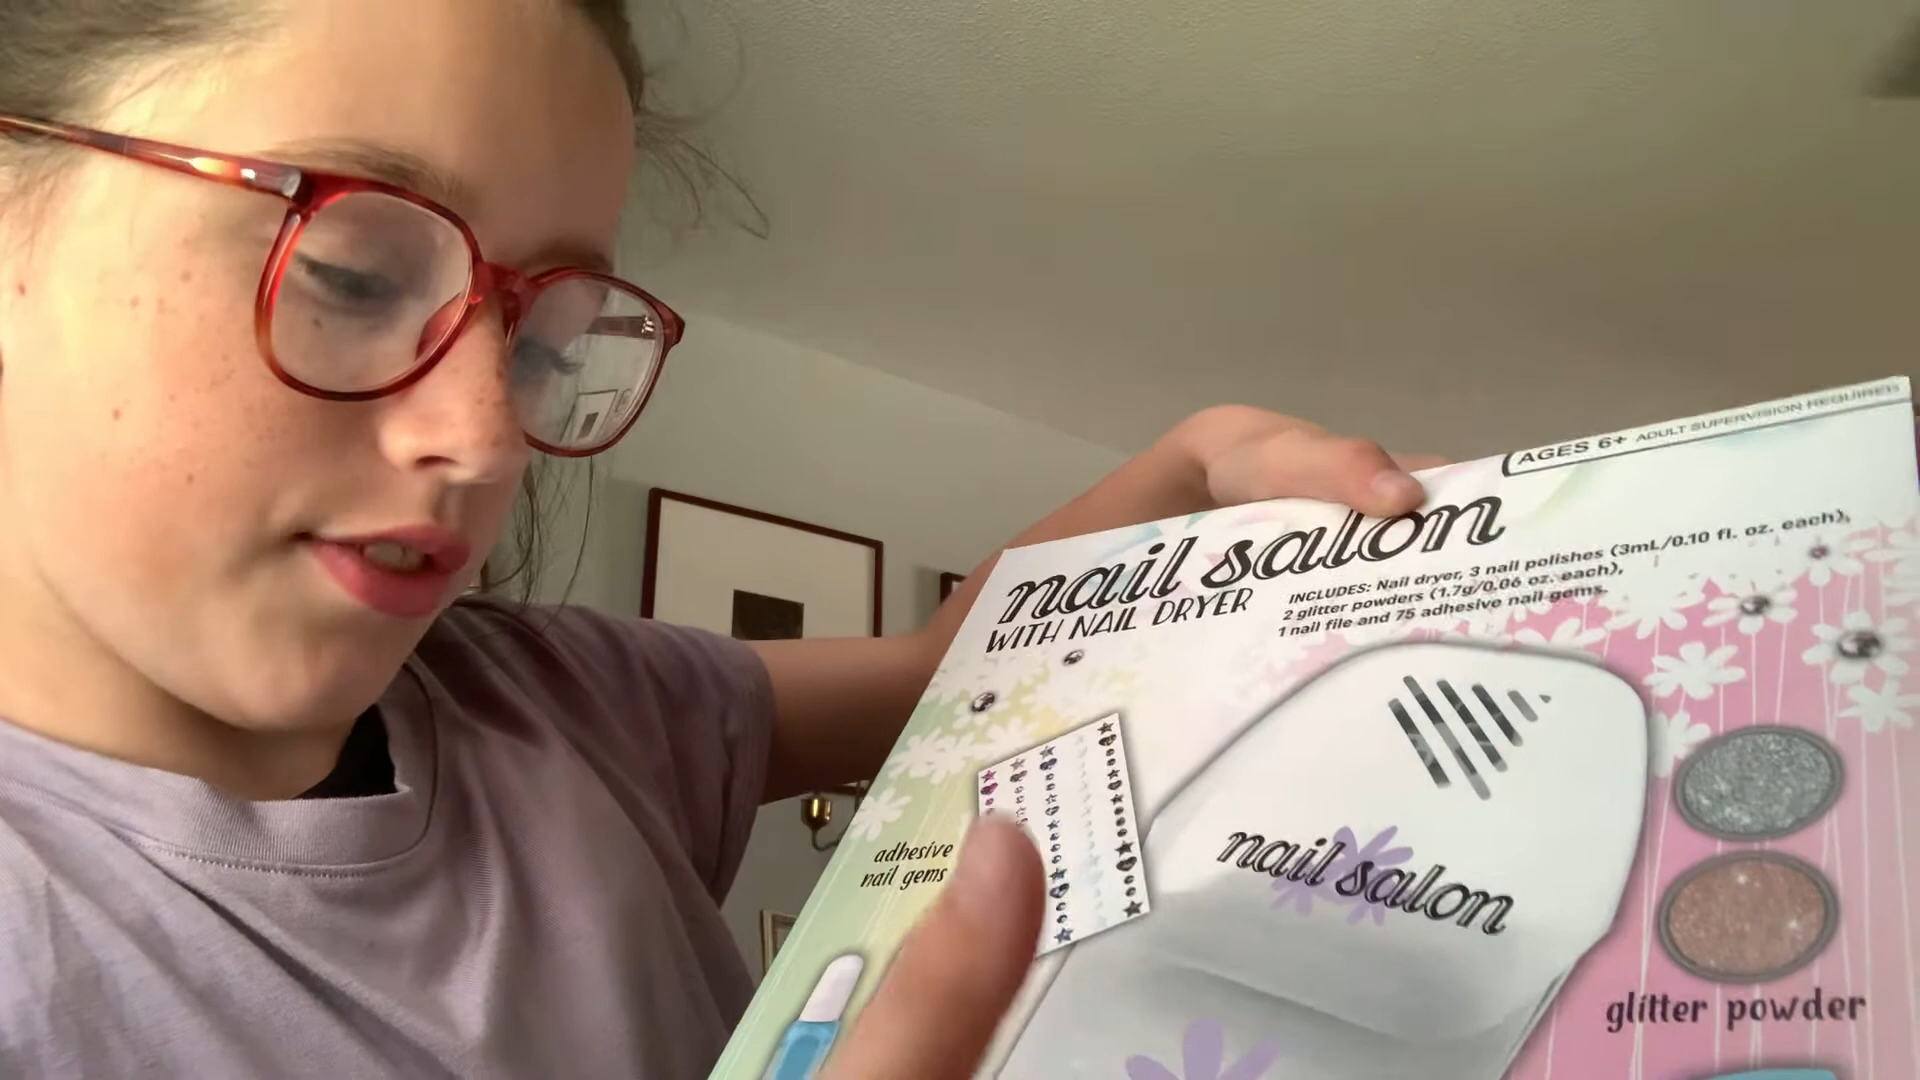 AGES 6+ ADULT SUPERVISION REQUIRED
nail salon
WITH NAIL DRYER
INCLUDES: Nail dryer, 3 nail polishes (3mL/0.10 fl. oz. each),
2 glitter powders (1.7g/0.06 oz. each),
1 nail file and 75 adhesive nail gems.
adhesive
nail gems
nail salon
glitter powder